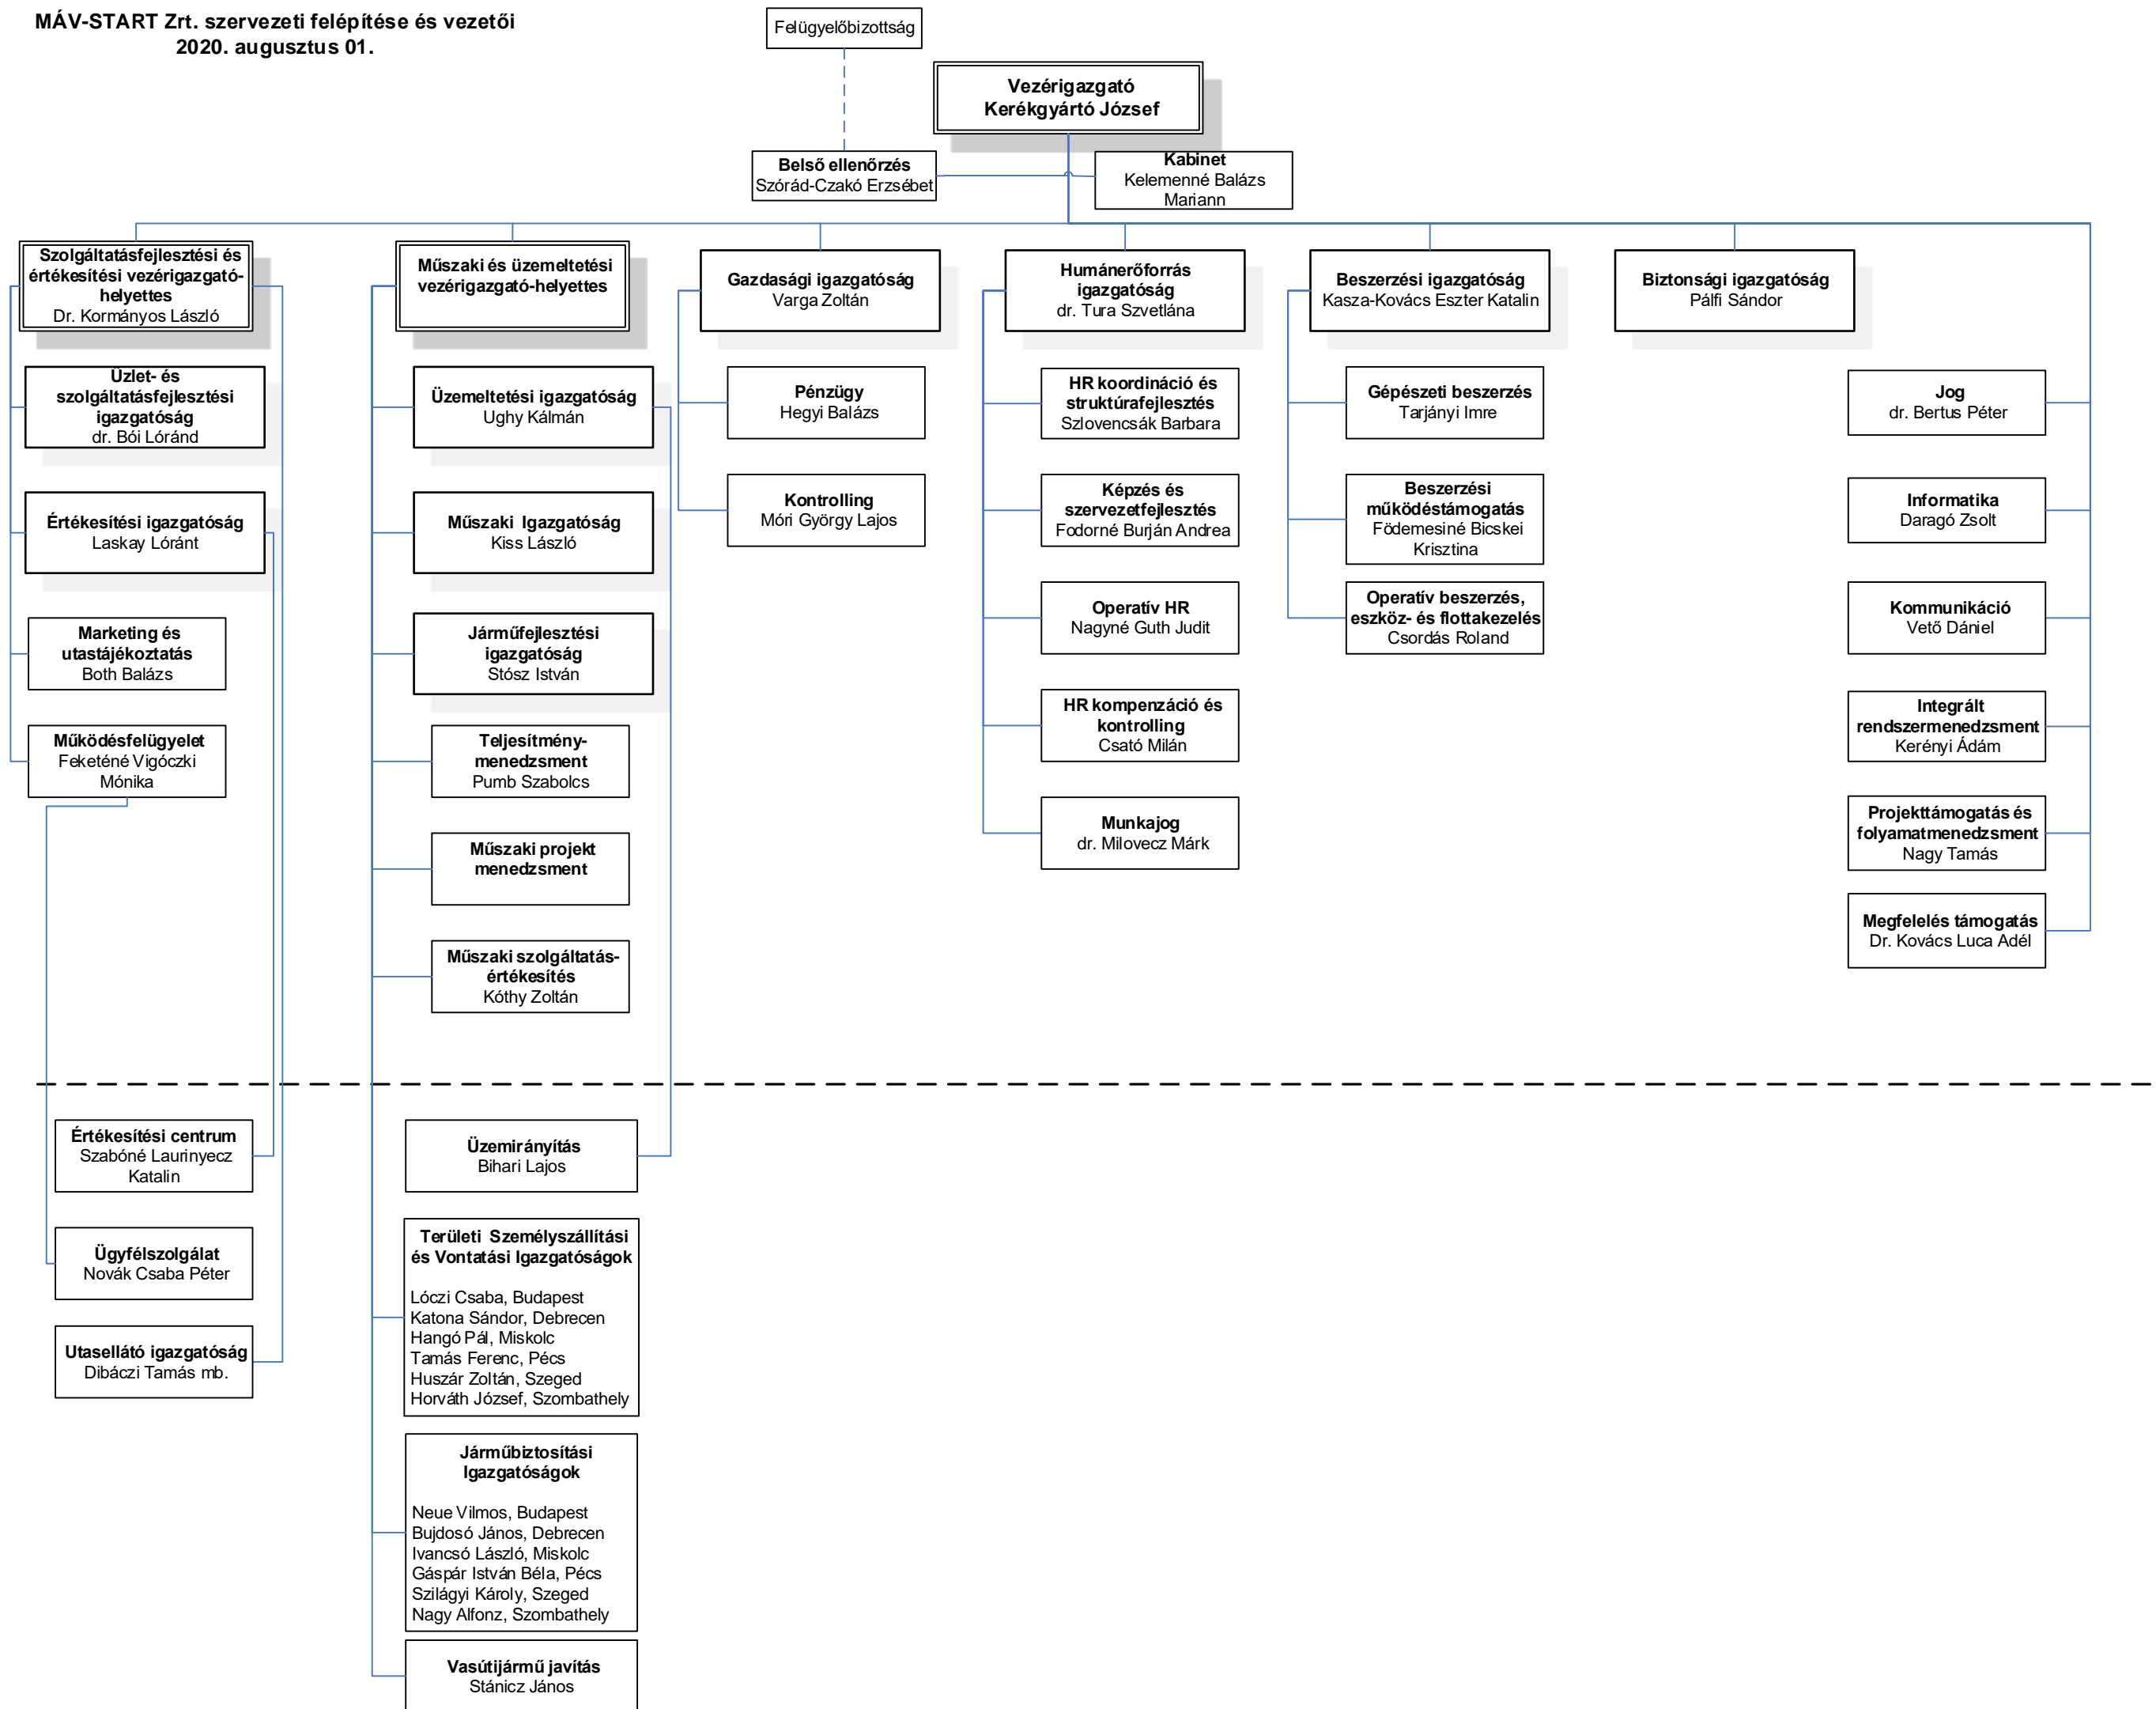 MÁV-START Zrt. szervezeti felépítése és vezetői
2020. augusztus 01.
Felügyelőbizottság
Vezérigazgató
Kerékgyártó József
Belső ellenőrzés
Szórád-Czakó Erzsébet
Kabinet
Kelemenné Balázs
Mariann
Szolgáltatásfejlesztési és
értékesítési vezérigazgató-
helyettes
Dr. Kormányos László
Műszaki és üzemeltetési
vezérigazgató-helyettes
Gazdasági igazgatóság
Varga Zoltán
Humánerőforrás
igazgatóság
dr. Tura Szvetlána
Beszerzési igazgatóság
Kasza-Kovács Eszter Katalin
Biztonsági igazgatóság
Pálfi Sándor
Üzlet- és
szolgáltatásfejlesztési
igazgatóság
dr. Bói Lóránd
Értékesítési igazgatóság
Laskay Lóránt
Marketing és
utastájékoztatás
Both Balázs
Működésfelügyelet
Feketéné Vigóczki
Mónika
Üzemeltetési igazgatóság
Ughy Kálmán
Műszaki Igazgatóság
Kiss László
Járműfejlesztési
igazgatóság
Stósz István
Teljesítmény-
menedzsment
Pumb Szabolcs
Műszaki projekt
menedzsment
Műszaki szolgáltatás-
értékesítés
Kóthy Zoltán
Pénzügy
Hegyi Balázs
Kontrolling
Móri György Lajos
HR koordináció és
struktúrafejlesztés
Szlovencsák Barbara
Képzés és
szervezetfejlesztés
Fodorné Burján Andrea
Operatív HR
Nagyné Guth Judit
HR kompenzáció és
kontrolling
Csató Milán
Munkajog
dr. Milovecz Márk
Gépészeti beszerzés
Tarjányi Imre
Beszerzési
működéstámogatás
Födemesiné Bicskei
Krisztina
Operatív beszerzés,
eszköz- és flottakezelés
Csordás Roland
Jog
dr. Bertus Péter
Informatika
Daragó Zsolt
Kommunikáció
Vető Dániel
Integrált
rendszermenedzsment
Kerényi Ádám
Projekttámogatás és
folyamatmenedzsment
Nagy Tamás
Megfelelés támogatás
Dr. Kovács Luca Adél
Értékesítési centrum
Szabóné Laurinyecz
Katalin
Ügyfélszolgálat
Novák Csaba Péter
Utasellátó igazgatóság
Dibáczi Tamás mb.
Üzemirányítás
Bihari Lajos
Területi Személyszállítási
és Vontatási Igazgatóságok
Lóczi Csaba, Budapest
Katona Sándor, Debrecen
Hangó Pál, Miskolc
Tamás Ferenc, Pécs
Huszár Zoltán, Szeged
Horváth József, Szombathely
Járműbiztosítási
Igazgatóságok
Neue Vilmos, Budapest
Bujdosó János, Debrecen
Ivancsó László, Miskolc
Gáspár István Béla, Pécs
Szilágyi Károly, Szeged
Nagy Alfonz, Szombathely
Vasútijármű javítás
Stánicz János